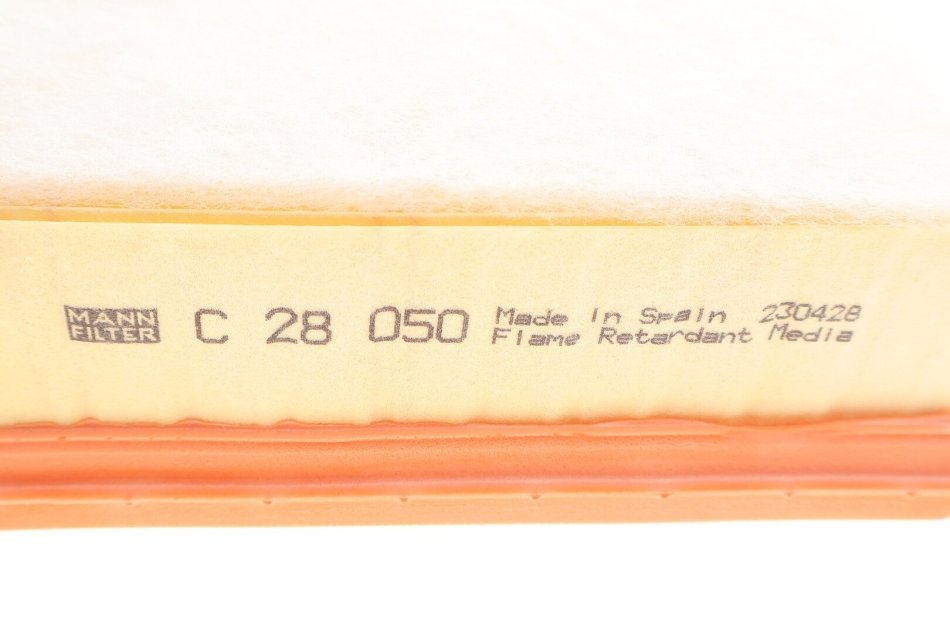 MANN
FILTER
C 28 050
Made in Spain 230428
Flame Retardant Media